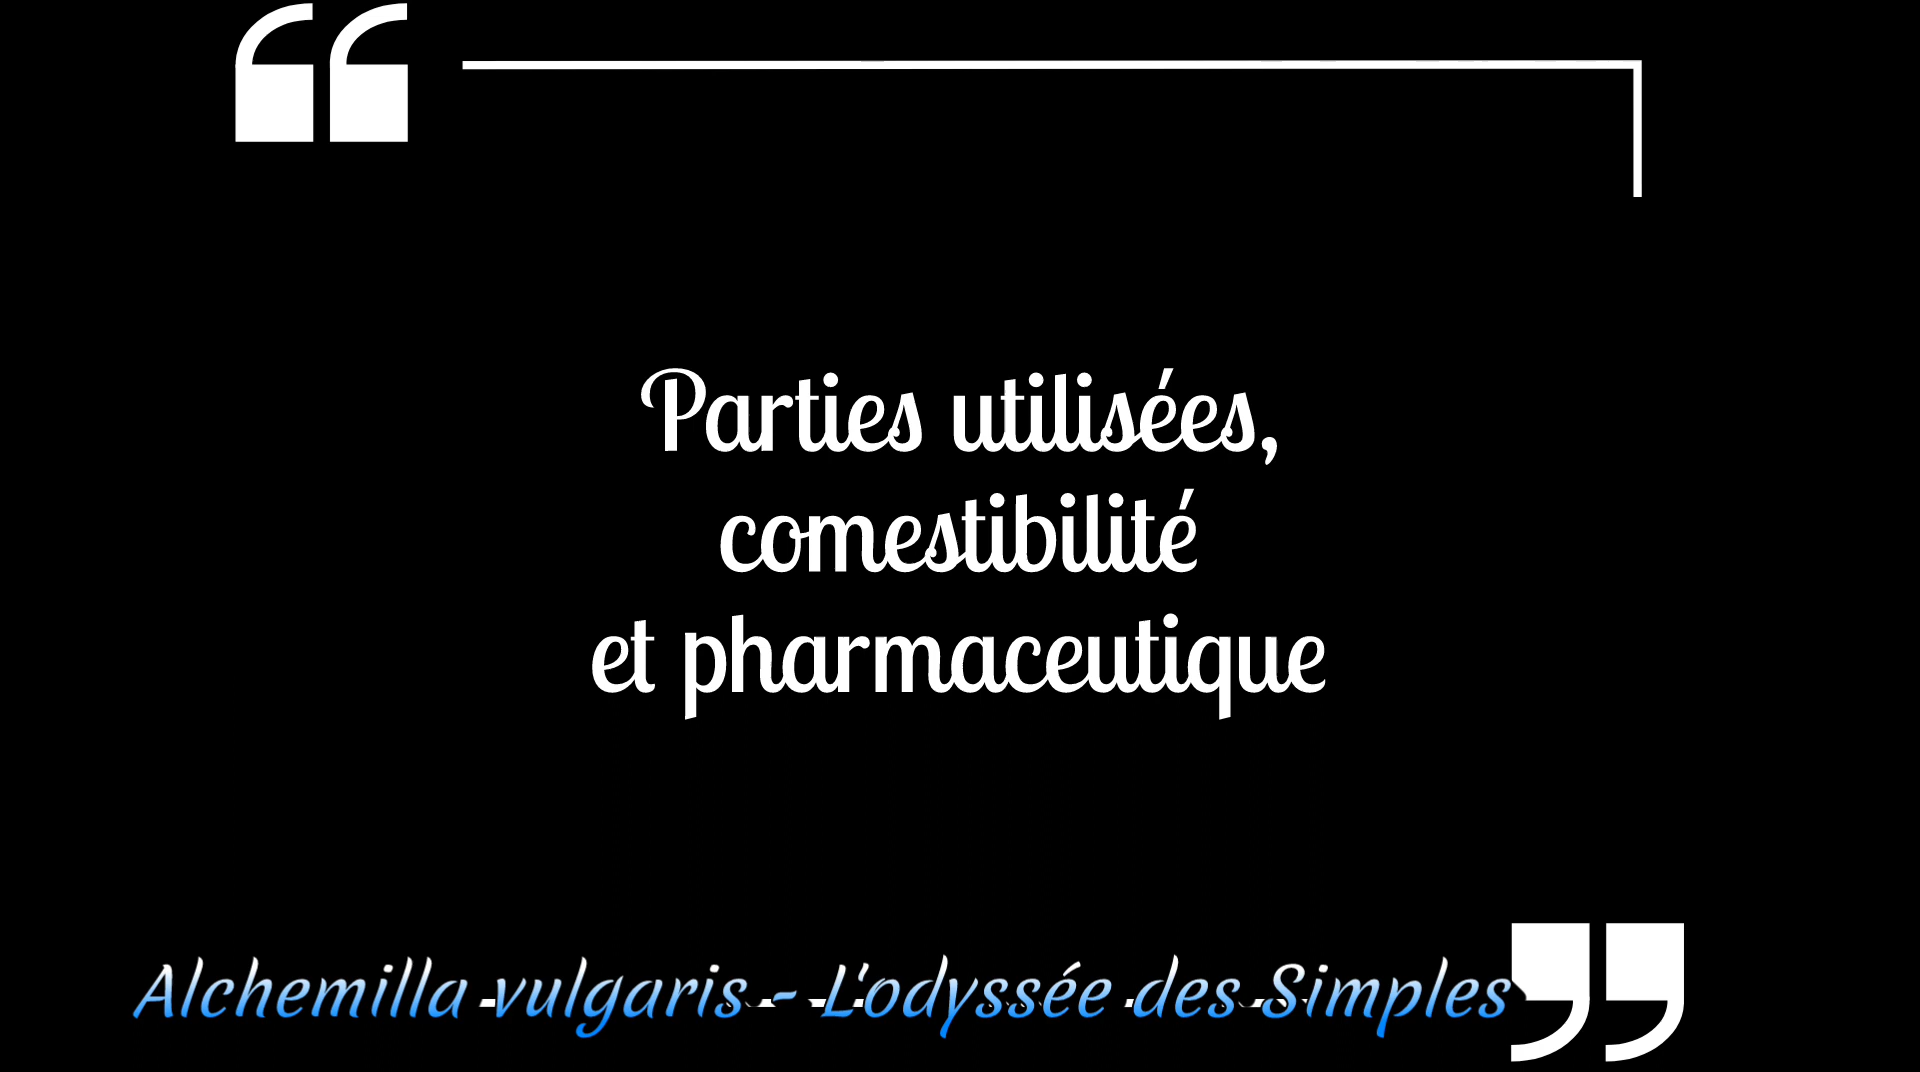 Parties utilisées,
comestibilité
et pharmaceutique
Alchemilla vulgaris - L'odyssée des Simples